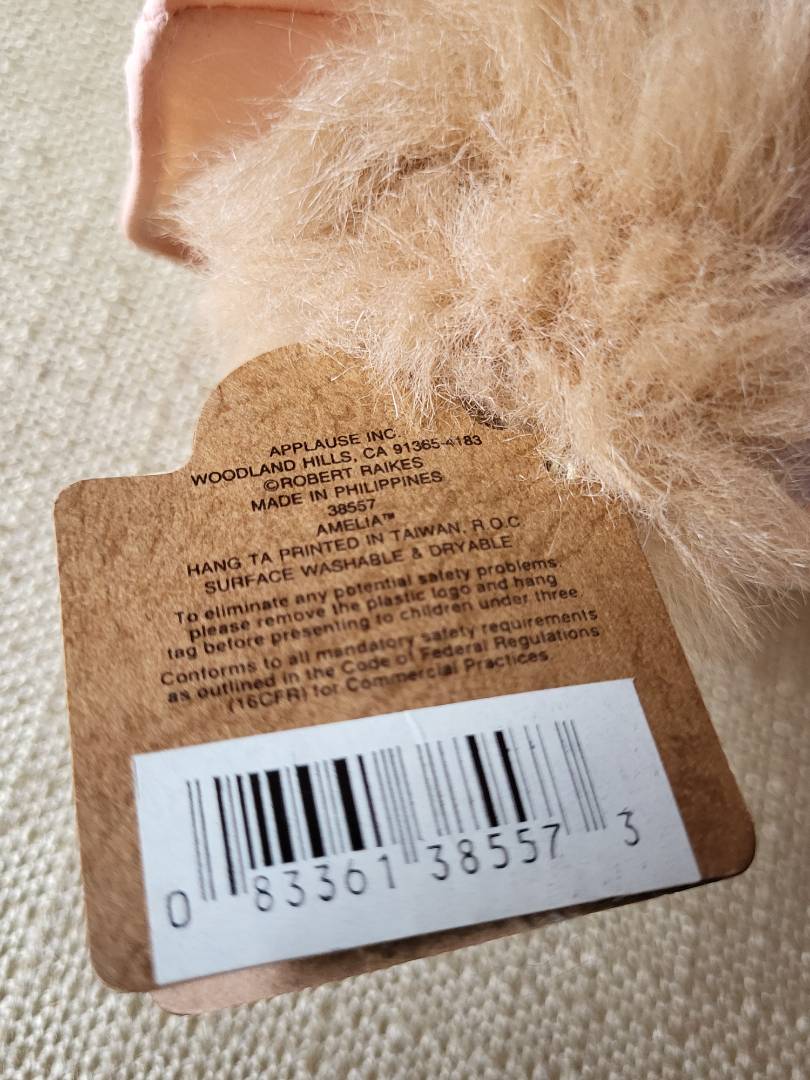 APPLAUSE INC.
WOODLAND HILLS, CA 91365-4183
©ROBERT RAIKES
MADE IN PHILIPPINES
38557
AMELIA™
HANG TA PRINTED IN TAIWAN, R.O.C
SURFACE WASHABLE & DRYABLE
To eliminate any potential safety problems.
please remove the plastic logo and hang
tag before presenting to children under three.
Conforms to all mandatory safety requirements
as outlined in the Code of Federal Regulations
(16CFR) for Commercial Practices.
0 83361 38557 3